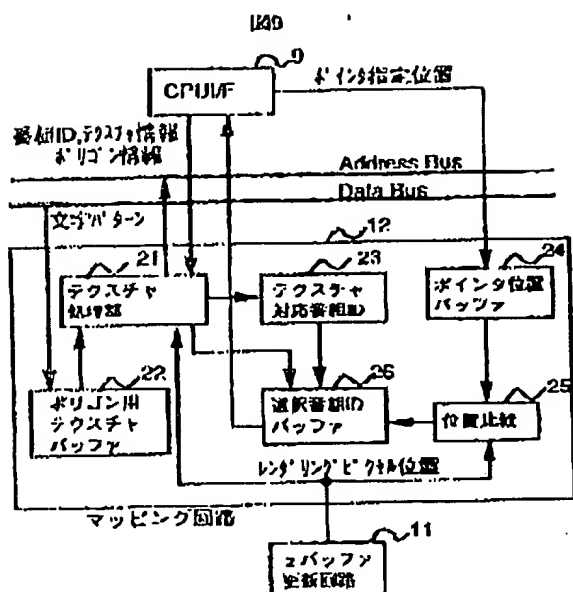 9
CPUI/F
ポインタ指定位置
番組ID,テクスチャ情報
ポリゴン情報
Address Bus
Data Bus
文字パターン
12
21
テクスチャ
処理部
23
テクスチャ
対応番組ID
24
ポインタ位置
バッファ
22
ポリゴン用
テクスチャ
バッファ
26
選択番組ID
バッファ
25
位置比較
レンダリングピクセル位置
マッピング回路
11
zバッファ
更新回路